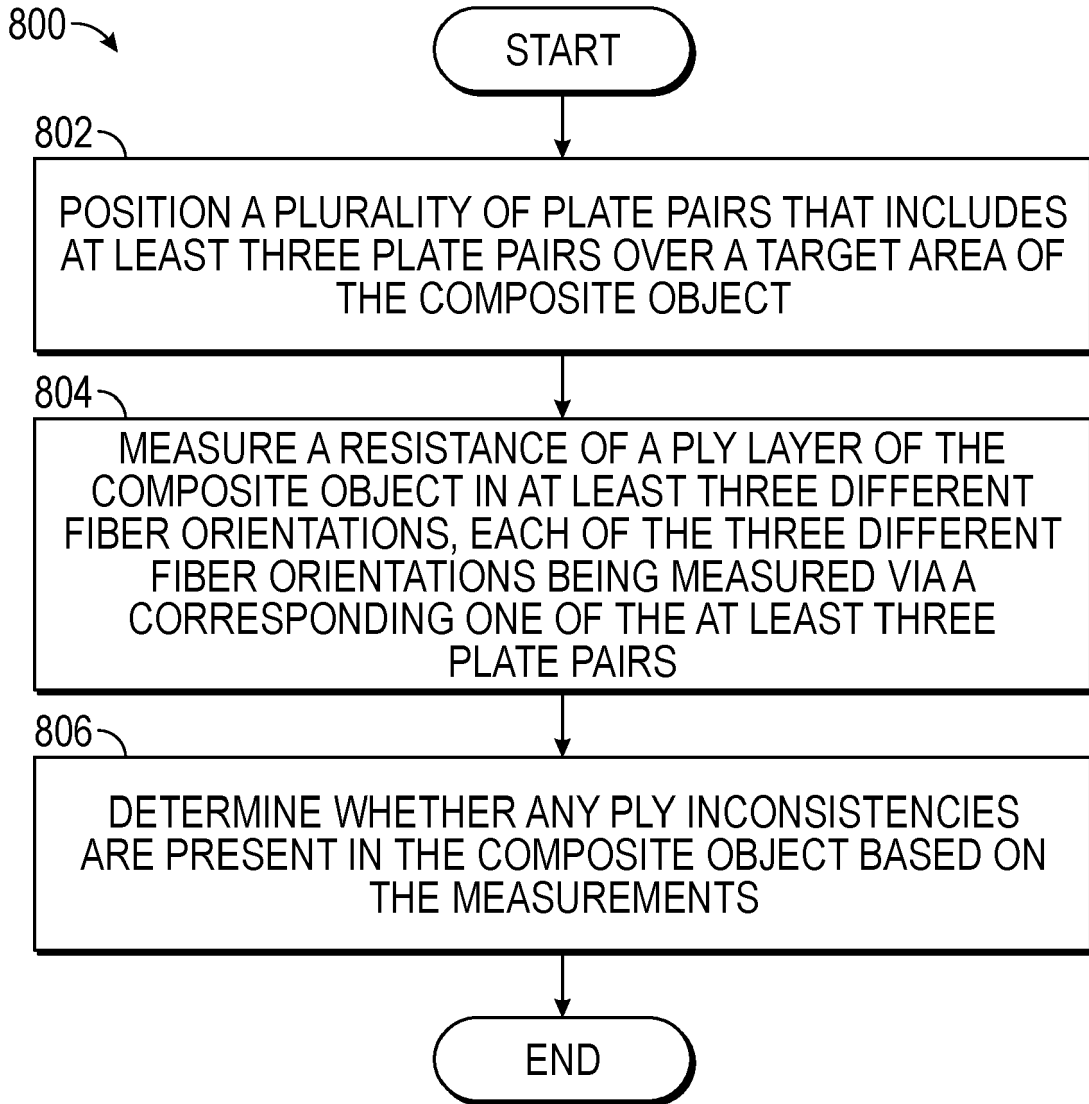 800
START
802
POSITION A PLURALITY OF PLATE PAIRS THAT INCLUDES
AT LEAST THREE PLATE PAIRS OVER A TARGET AREA OF
THE COMPOSITE OBJECT
804
MEASURE A RESISTANCE OF A PLY LAYER OF THE
COMPOSITE OBJECT IN AT LEAST THREE DIFFERENT
FIBER ORIENTATIONS, EACH OF THE THREE DIFFERENT
FIBER ORIENTATIONS BEING MEASURED VIA A
CORRESPONDING ONE OF THE AT LEAST THREE
PLATE PAIRS
806
DETERMINE WHETHER ANY PLY INCONSISTENCIES
ARE PRESENT IN THE COMPOSITE OBJECT BASED ON
THE MEASUREMENTS
END